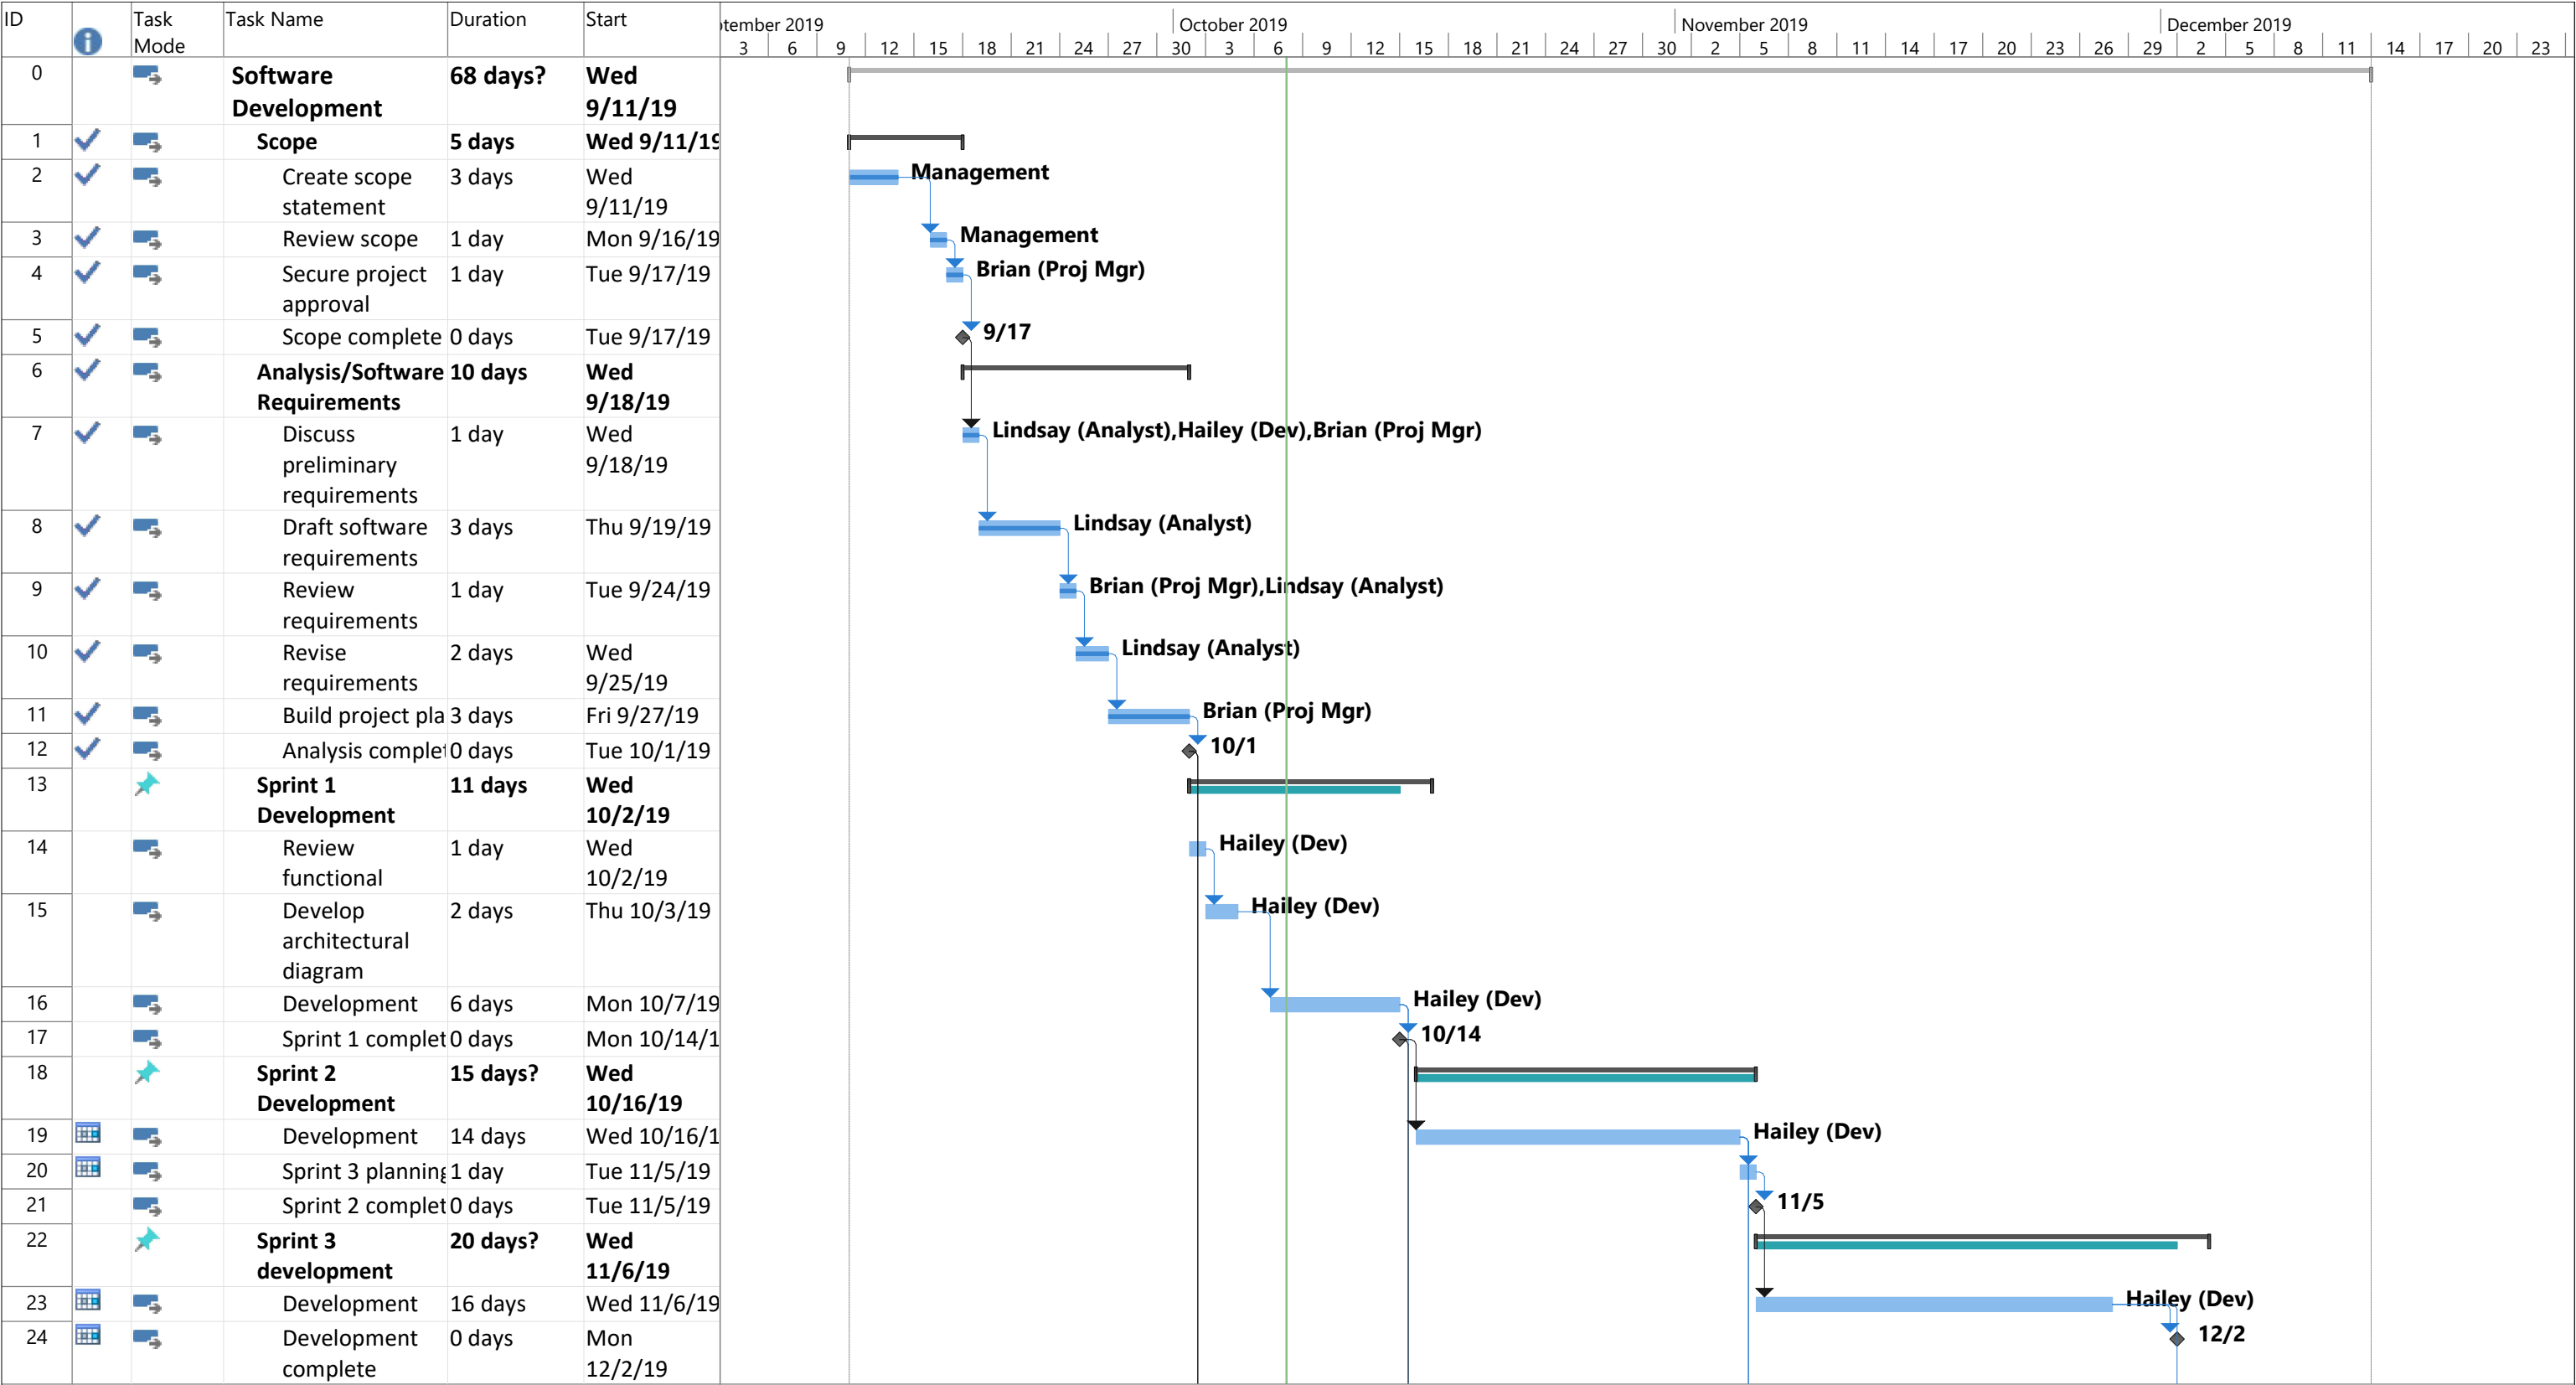 ID Task Mode Task Name Duration Start
ptember 2019 October 2019 November 2019 December 2019
3 6 9 12 15 18 21 24 27 30 3 6 9 12 15 18 21 24 27 30 2 5 8 11 14 17 20 23 26 29 2 5 8 11 14 17 20 23
0 Software Development 68 days? Wed 9/11/19
1 Scope 5 days Wed 9/11/19
2 Create scope statement 3 days Wed 9/11/19 Management
3 Review scope 1 day Mon 9/16/19 Management
4 Secure project approval 1 day Tue 9/17/19 Brian (Proj Mgr)
5 Scope complete 0 days Tue 9/17/19 9/17
6 Analysis/Software Requirements 10 days Wed 9/18/19
7 Discuss preliminary requirements 1 day Wed 9/18/19 Lindsay (Analyst),Hailey (Dev),Brian (Proj Mgr)
8 Draft software requirements 3 days Thu 9/19/19 Lindsay (Analyst)
9 Review requirements 1 day Tue 9/24/19 Brian (Proj Mgr),Lindsay (Analyst)
10 Revise requirements 2 days Wed 9/25/19 Lindsay (Analyst)
11 Build project pla 3 days Fri 9/27/19 Brian (Proj Mgr)
12 Analysis complet 0 days Tue 10/1/19 10/1
13 Sprint 1 Development 11 days Wed 10/2/19
14 Review functional 1 day Wed 10/2/19 Hailey (Dev)
15 Develop architectural diagram 2 days Thu 10/3/19 Hailey (Dev)
16 Development 6 days Mon 10/7/19 Hailey (Dev)
17 Sprint 1 complet 0 days Mon 10/14/1 10/14
18 Sprint 2 Development 15 days? Wed 10/16/19
19 Development 14 days Wed 10/16/1 Hailey (Dev)
20 Sprint 3 planning 1 day Tue 11/5/19
21 Sprint 2 complet 0 days Tue 11/5/19 11/5
22 Sprint 3 development 20 days? Wed 11/6/19
23 Development 16 days Wed 11/6/19 Hailey (Dev)
24 Development complete 0 days Mon 12/2/19 12/2